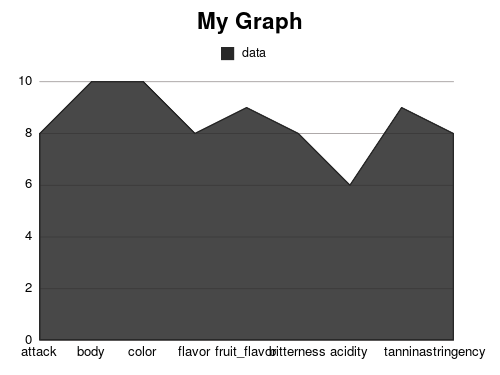 My Graph
data
10
8
6
4
2
0
attack body color flavor fruit_flavor bitterness acidity tannin astringency